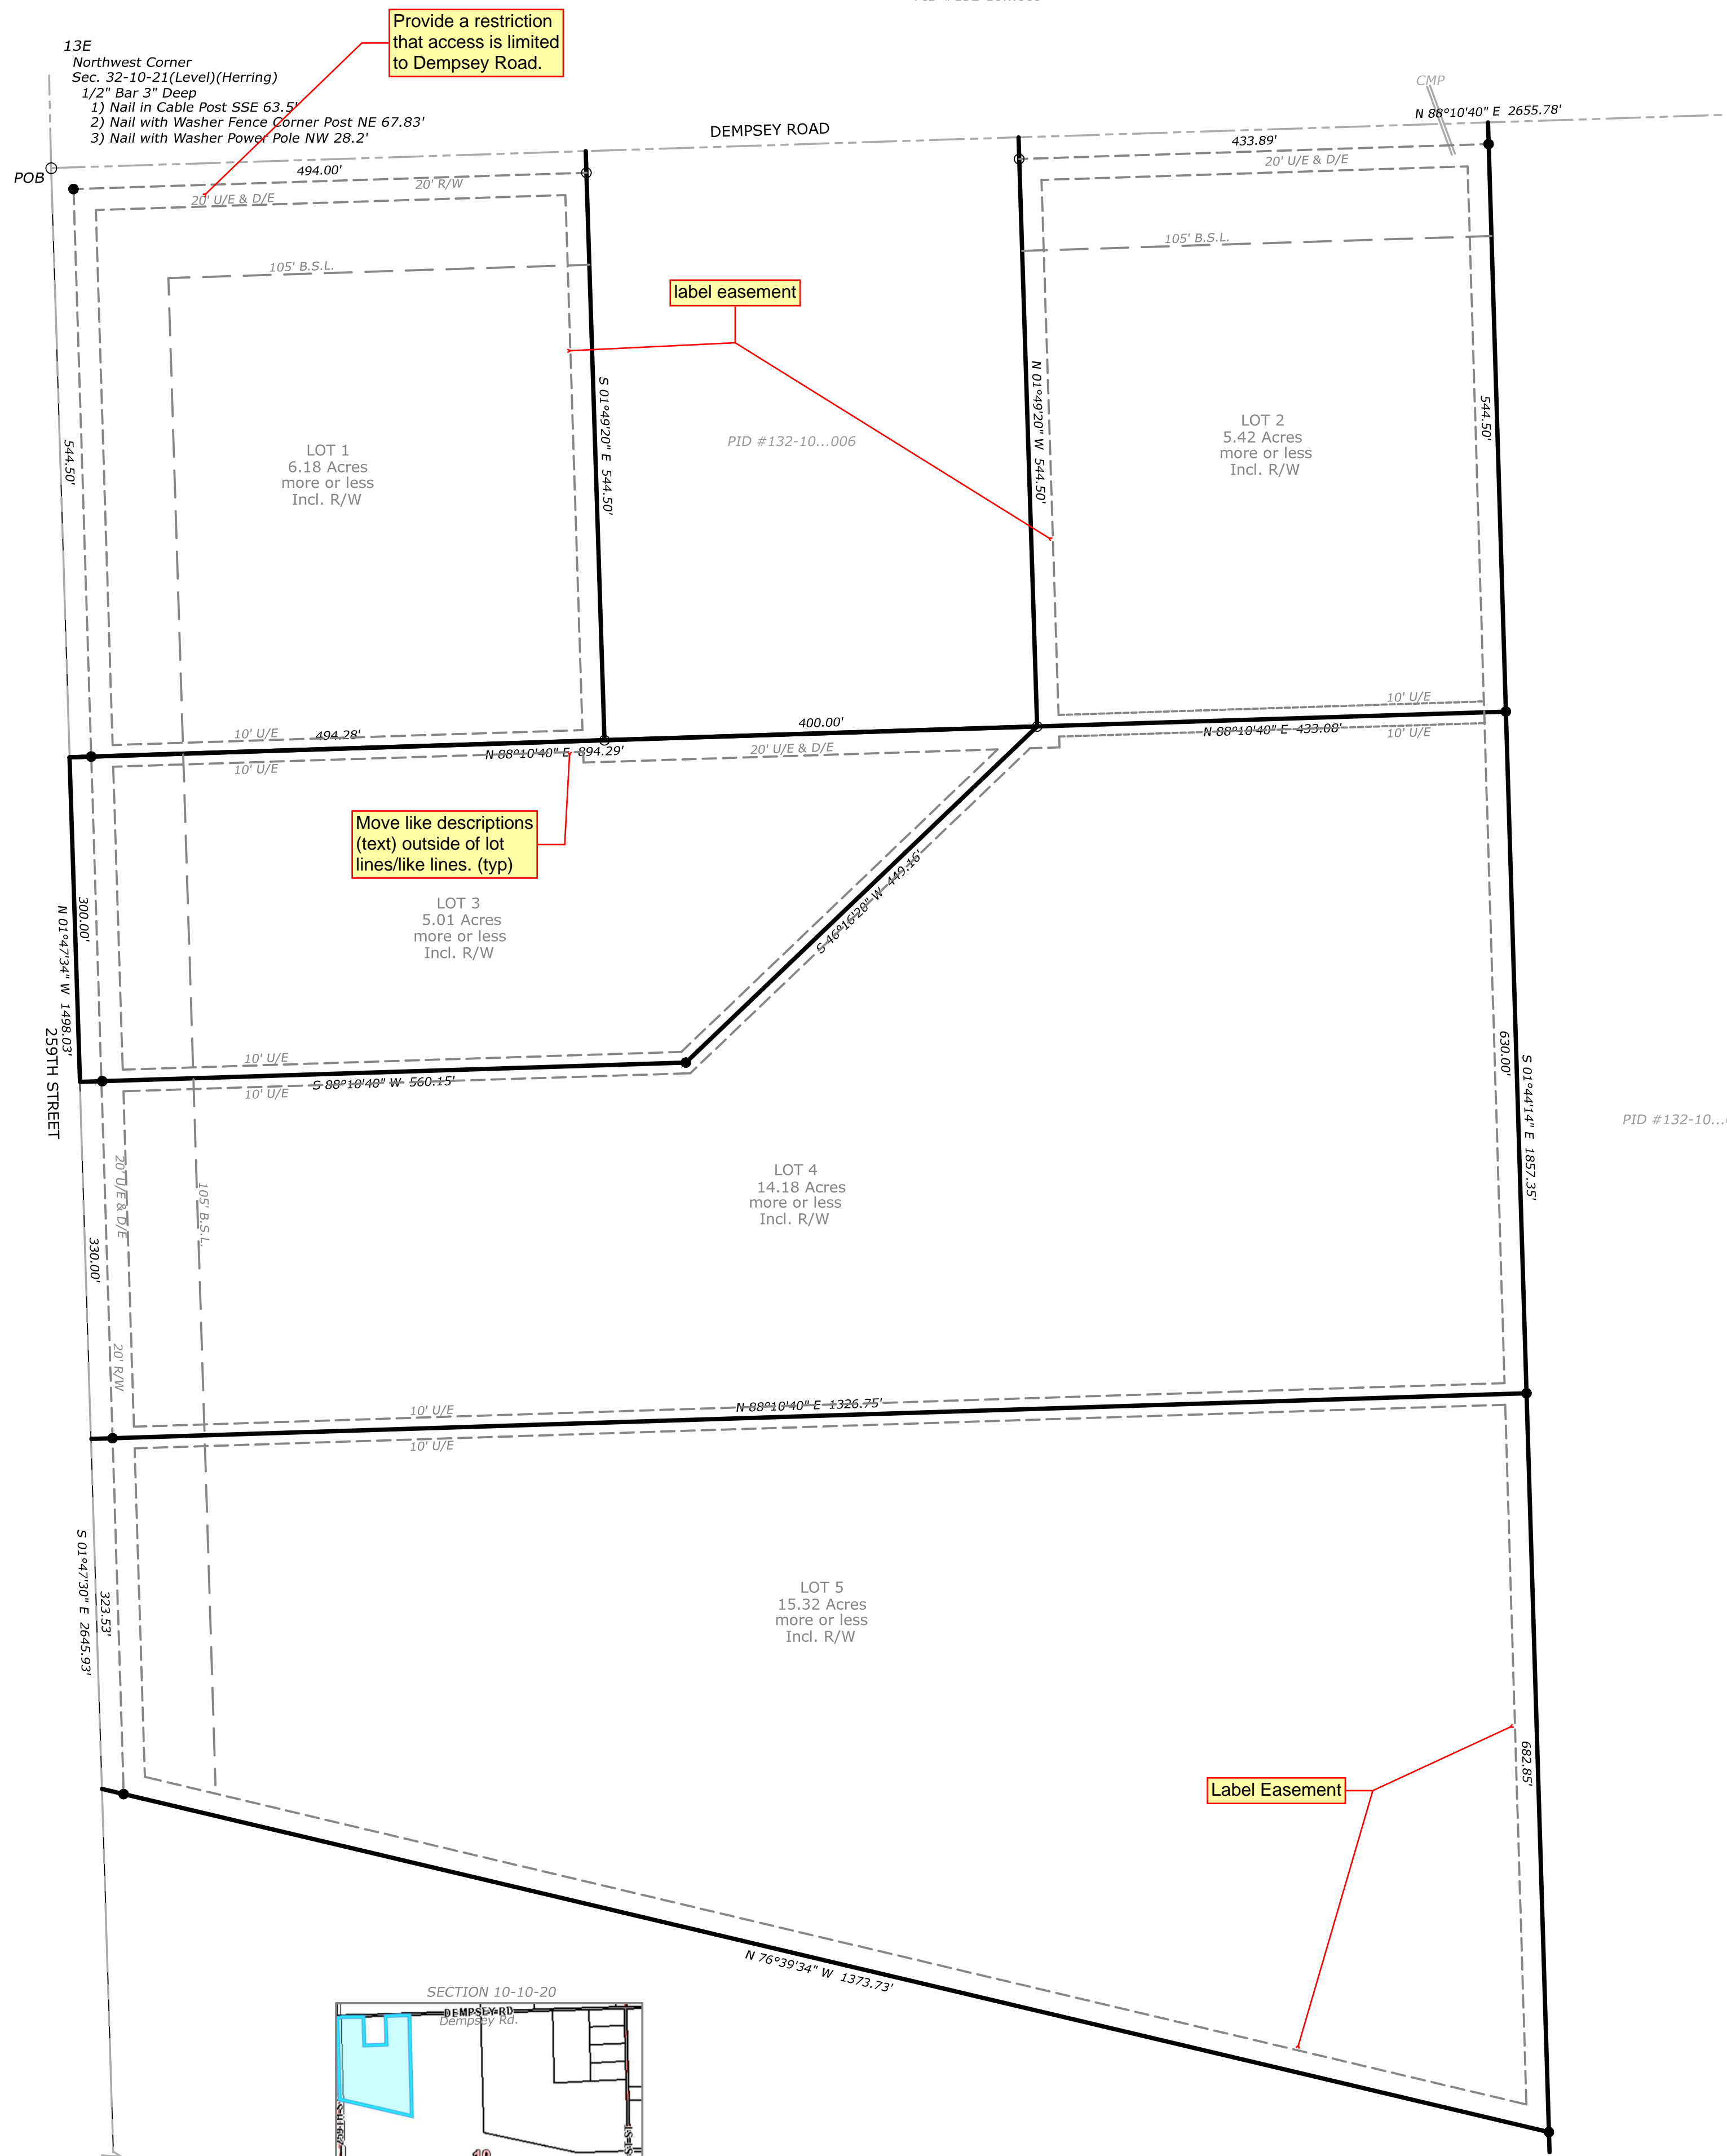 Provide a restriction
that access is limited
to Dempsey Road.
13E
Northwest Corner
Sec. 32-10-21(Level)(Herring)
1/2" Bar 3" Deep
1) Nail in Cable Post SSE 63.5'
2) Nail with Washer Fence Corner Post NE 67.83'
3) Nail with Washer Power Pole NW 28.2'
CMP
N 88°10'40" E 2655.78'
DEMPSEY ROAD
POB
494.00'
20' R/W
20' U/E & D/E
433.89'
20' U/E & D/E
105' B.S.L.
105' B.S.L.
label easement
544.50'
S 01°49'20" E 544.50'
N 01°49'20" W 544.50'
544.50'
PID #132-10...006
LOT 1
6.18 Acres
more or less
Incl. R/W
LOT 2
5.42 Acres
more or less
Incl. R/W
10' U/E
494.28'
N 88°10'40" E 894.29'
10' U/E
400.00'
20' U/E & D/E
10' U/E
N 88°10'40" E 433.08'
10' U/E
Move like descriptions
(text) outside of lot
lines/like lines. (typ)
LOT 3
5.01 Acres
more or less
Incl. R/W
S 46°16'20" W 449.16'
300.00'
N 01°47'34" W 1498.03'
259TH STREET
10' U/E
S 88°10'40" W 560.15'
10' U/E
630.00'
S 01°44'14" E 1857.35'
PID #132-10...
20' U/E & D/E
105' B.S.L.
LOT 4
14.18 Acres
more or less
Incl. R/W
330.00'
20' R/W
10' U/E
N 88°10'40" E 1326.75'
10' U/E
S 01°47'30" E 2645.93'
323.53'
LOT 5
15.32 Acres
more or less
Incl. R/W
682.85'
Label Easement
N 76°39'34" W 1373.73'
SECTION 10-10-20
DEMPSEY RD
Dempsey Rd.